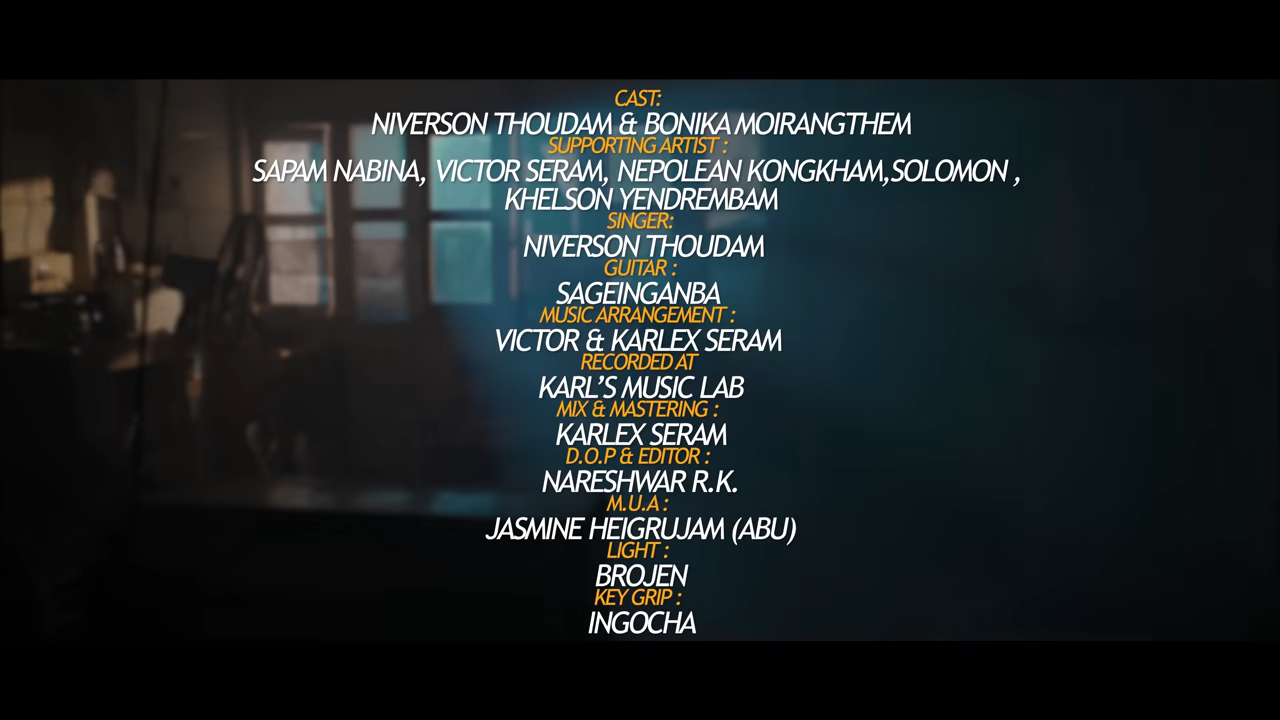 CAST:
NIVERSON THOUDAM & BONIKA MOIRANGTHEM
SUPPORTING ARTIST :
SAPAM NABINA, VICTOR SERAM, NEPOLEAN KONGKHAM,SOLOMON ,
KHELSON YENDREMBAM
SINGER:
NIVERSON THOUDAM
GUITAR :
SAGEINGANBA
MUSIC ARRANGEMENT :
VICTOR & KARLEX SERAM
RECORDED AT
KARL'S MUSIC LAB
MIX & MASTERING :
KARLEX SERAM
D.O.P & EDITOR :
NARESHWAR R.K.
M.U.A :
JASMINE HEIGRUJAM (ABU)
LIGHT :
BROJEN
KEY GRIP :
INGOCHA